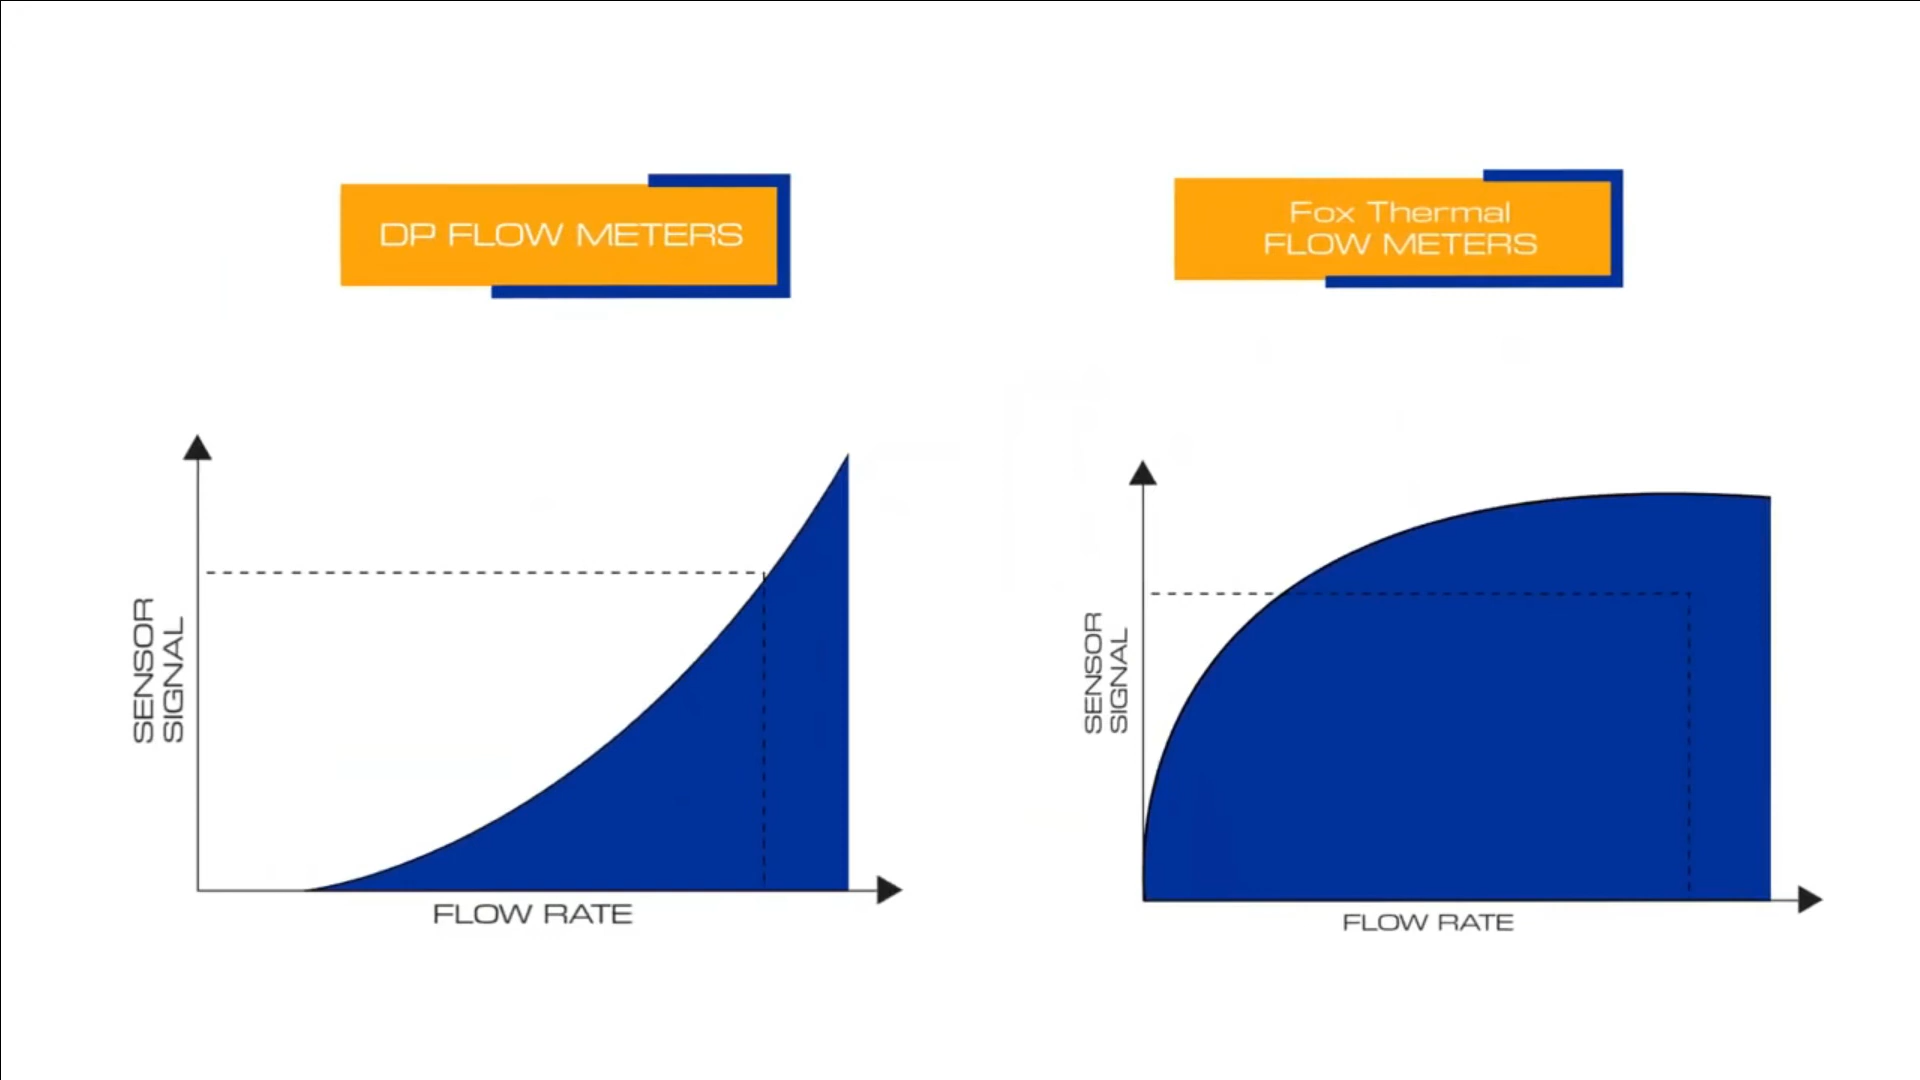 DP FLOW METERS
Fox Thermal
FLOW METERS
SENSOR
SIGNAL
FLOW RATE
SENSOR
SIGNAL
FLOW RATE